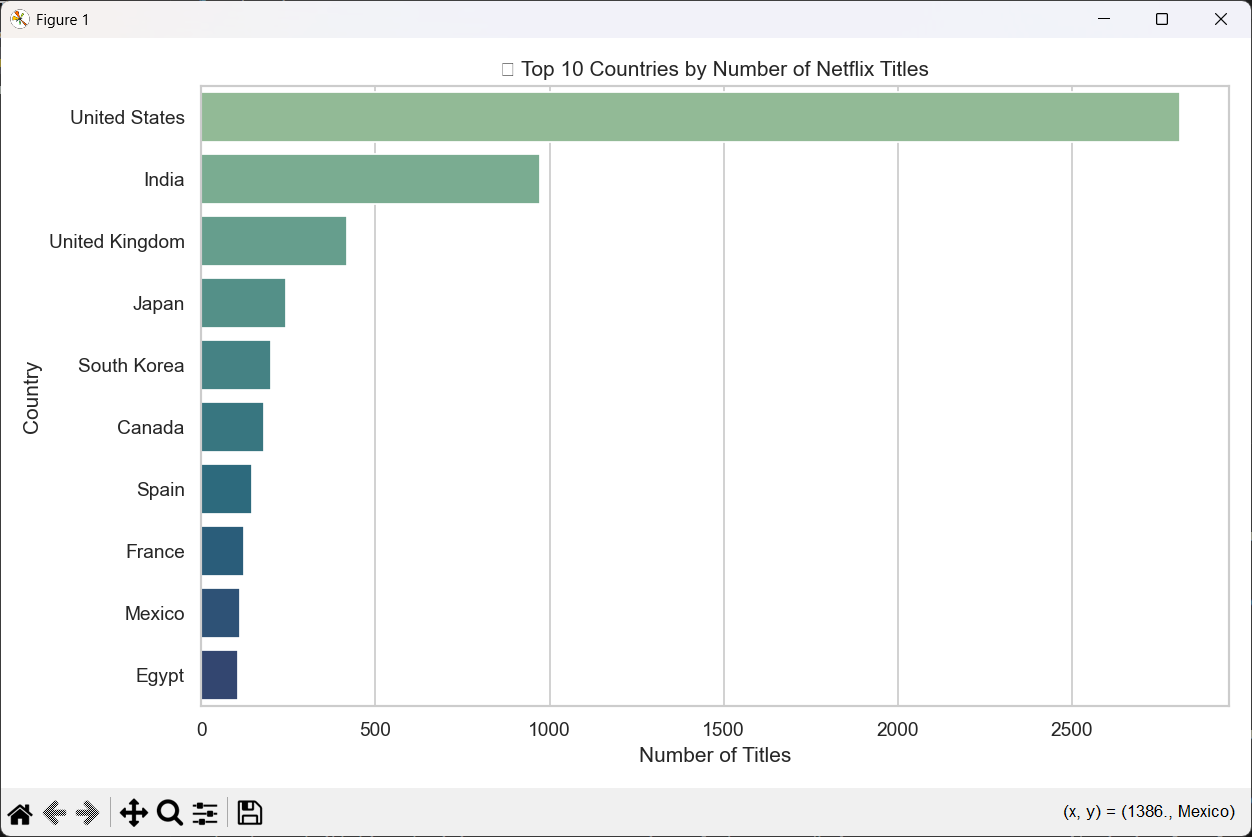 Figure 1
Top 10 Countries by Number of Netflix Titles
United States
India
United Kingdom
Japan
South Korea
Canada
Spain
France
Mexico
Egypt
Country
0 500 1000 1500 2000 2500
Number of Titles
(x, y) = (1386., Mexico)